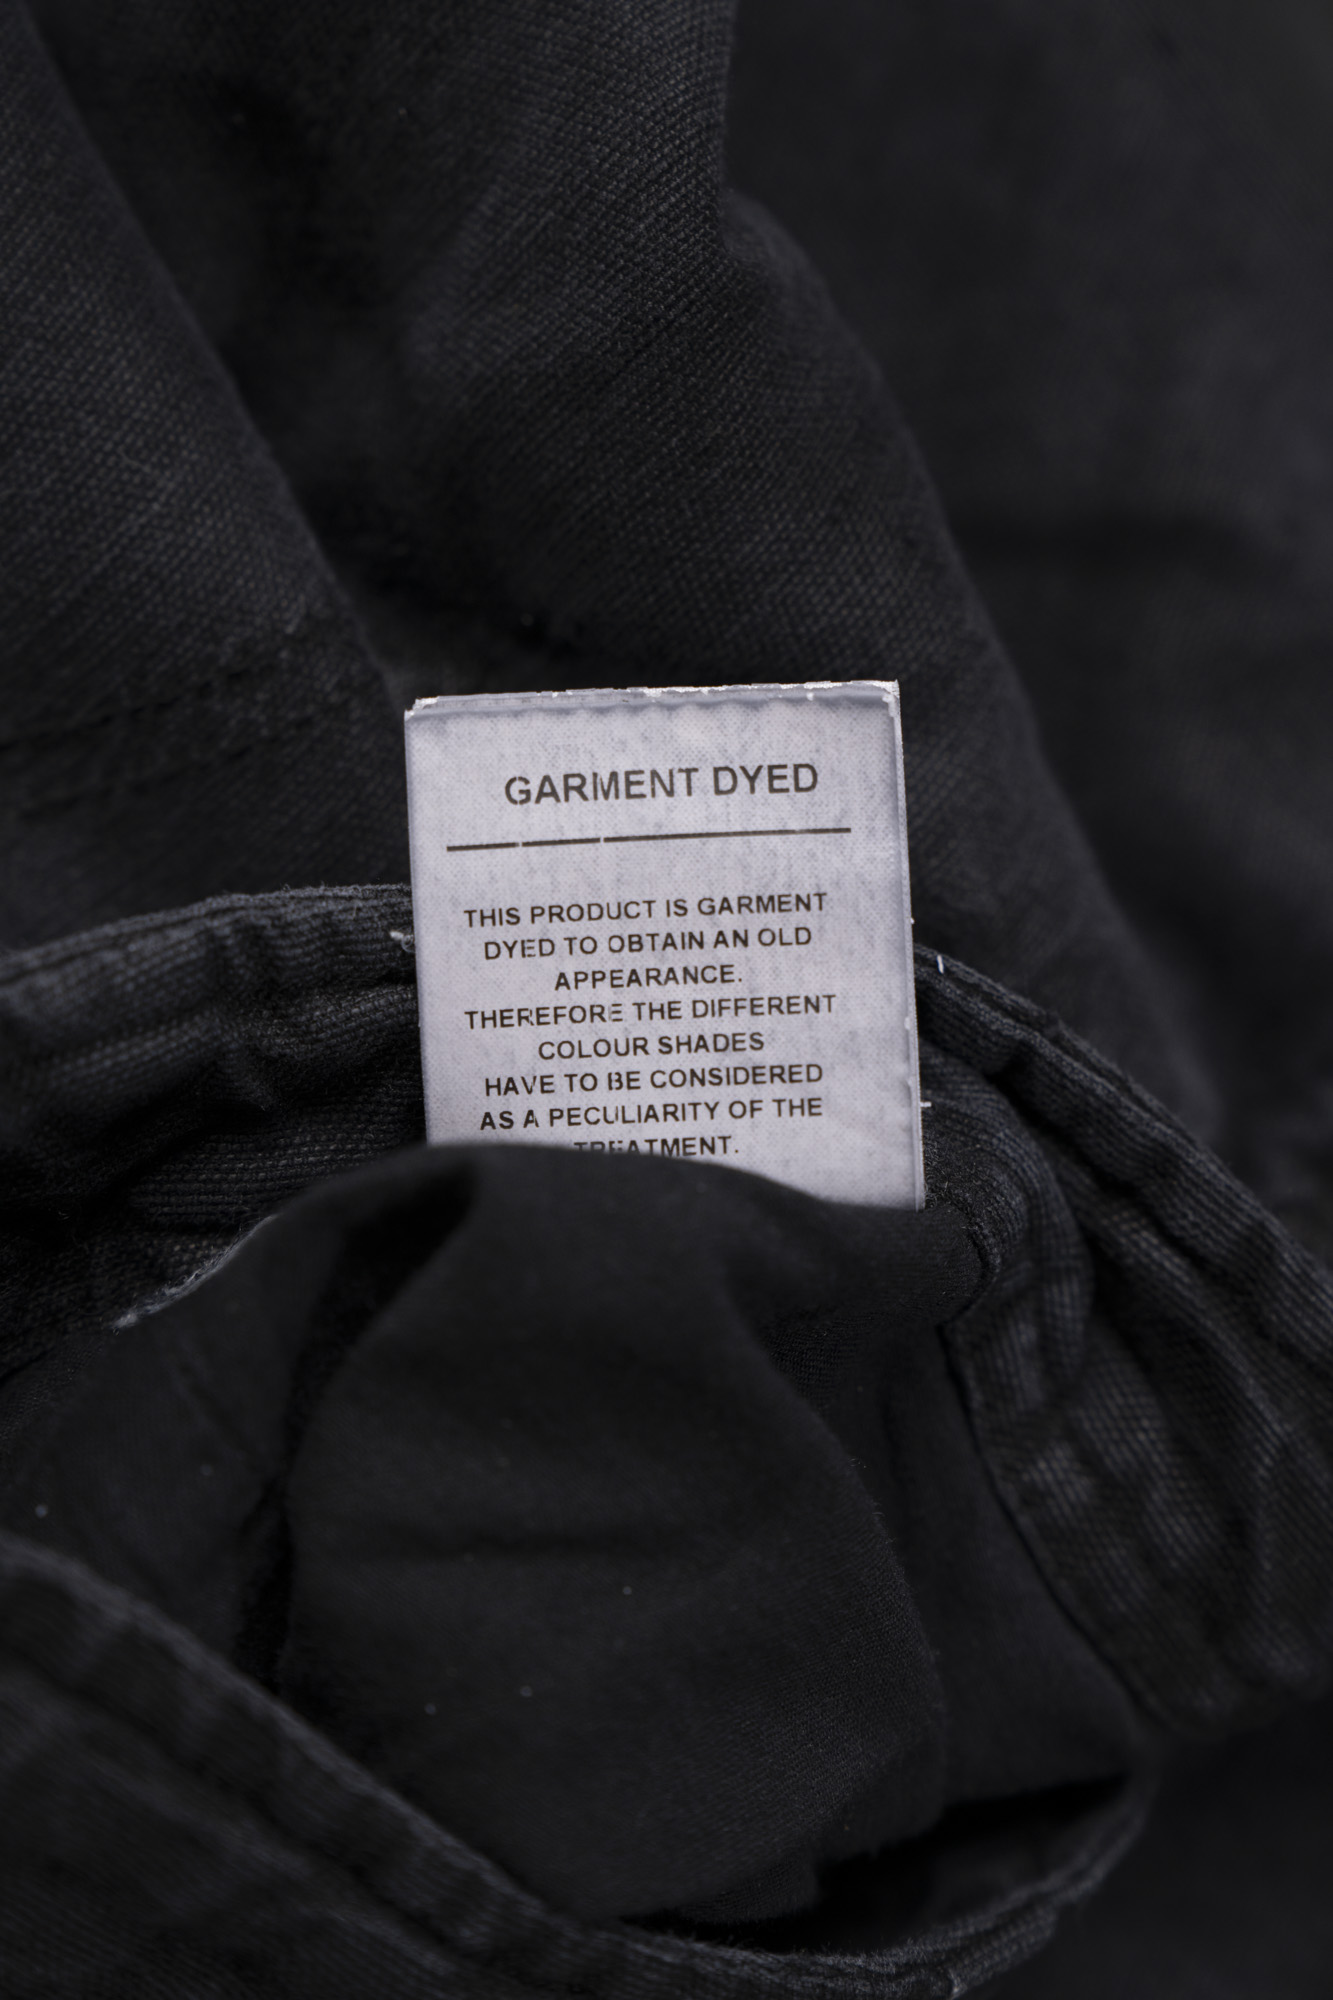 GARMENT DYED
THIS PRODUCT IS GARMENT
DYED TO OBTAIN AN OLD
APPEARANCE.
THEREFORE THE DIFFERENT
COLOUR SHADES
HAVE TO BE CONSIDERED
AS A PECULIARITY OF THE
TREATMENT.